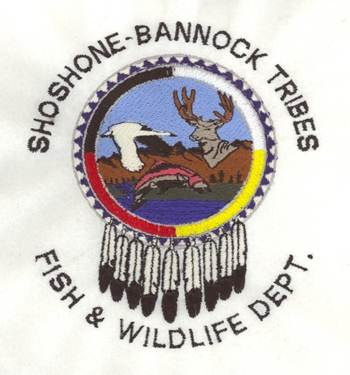 SHOSHONE-BANNOCK TRIBES
FISH & WILDLIFE DEPT.